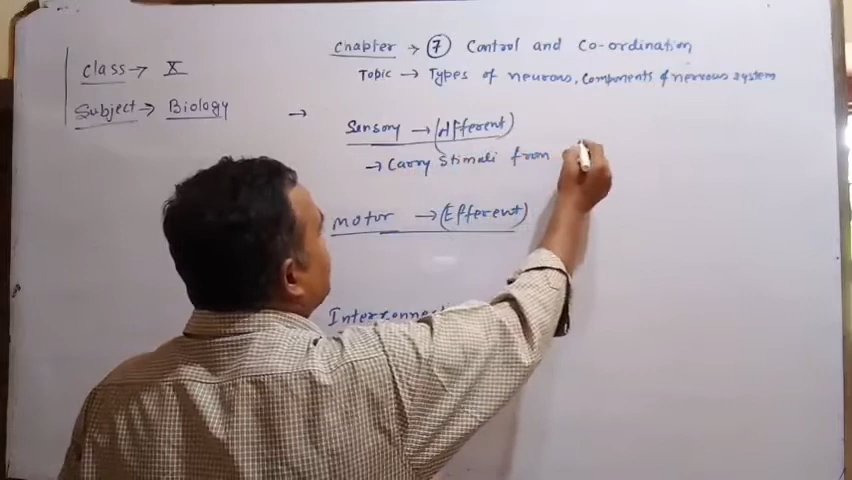 Class → X
Subject → Biology
Chapter → 7 Control and Co-ordination
Topic → Types of neurons, Components of nervous system
→ Sensory → (Afferent)
→ Carry Stimali from
Motor → (Efferent)